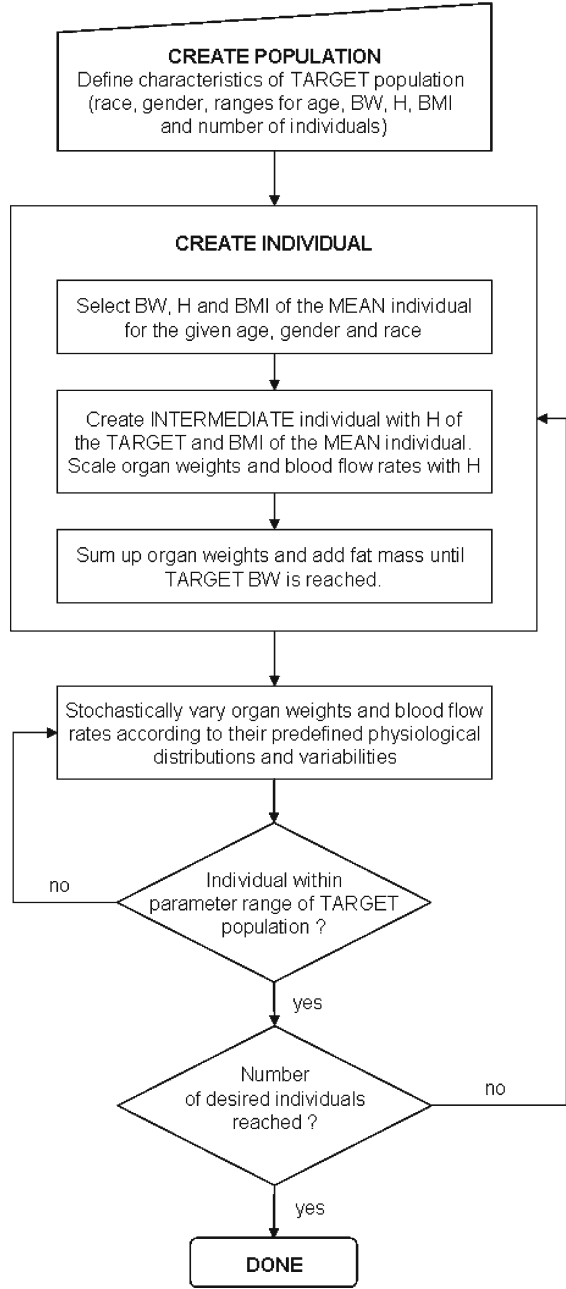 CREATE POPULATION
Define characteristics of TARGET population
(race, gender, ranges for age, BW, H, BMI
and number of individuals)
CREATE INDIVIDUAL
Select BW, H and BMI of the MEAN individual
for the given age, gender and race
Create INTERMEDIATE individual with H of
the TARGET and BMI of the MEAN individual.
Scale organ weights and blood flow rates with H
Sum up organ weights and add fat mass until
TARGET BW is reached.
Stochastically vary organ weights and blood flow
rates according to their predefined physiological
distributions and variabilities
no
Individual within
parameter range of TARGET
population ?
yes
Number
of desired individuals
reached ?
no
yes
DONE